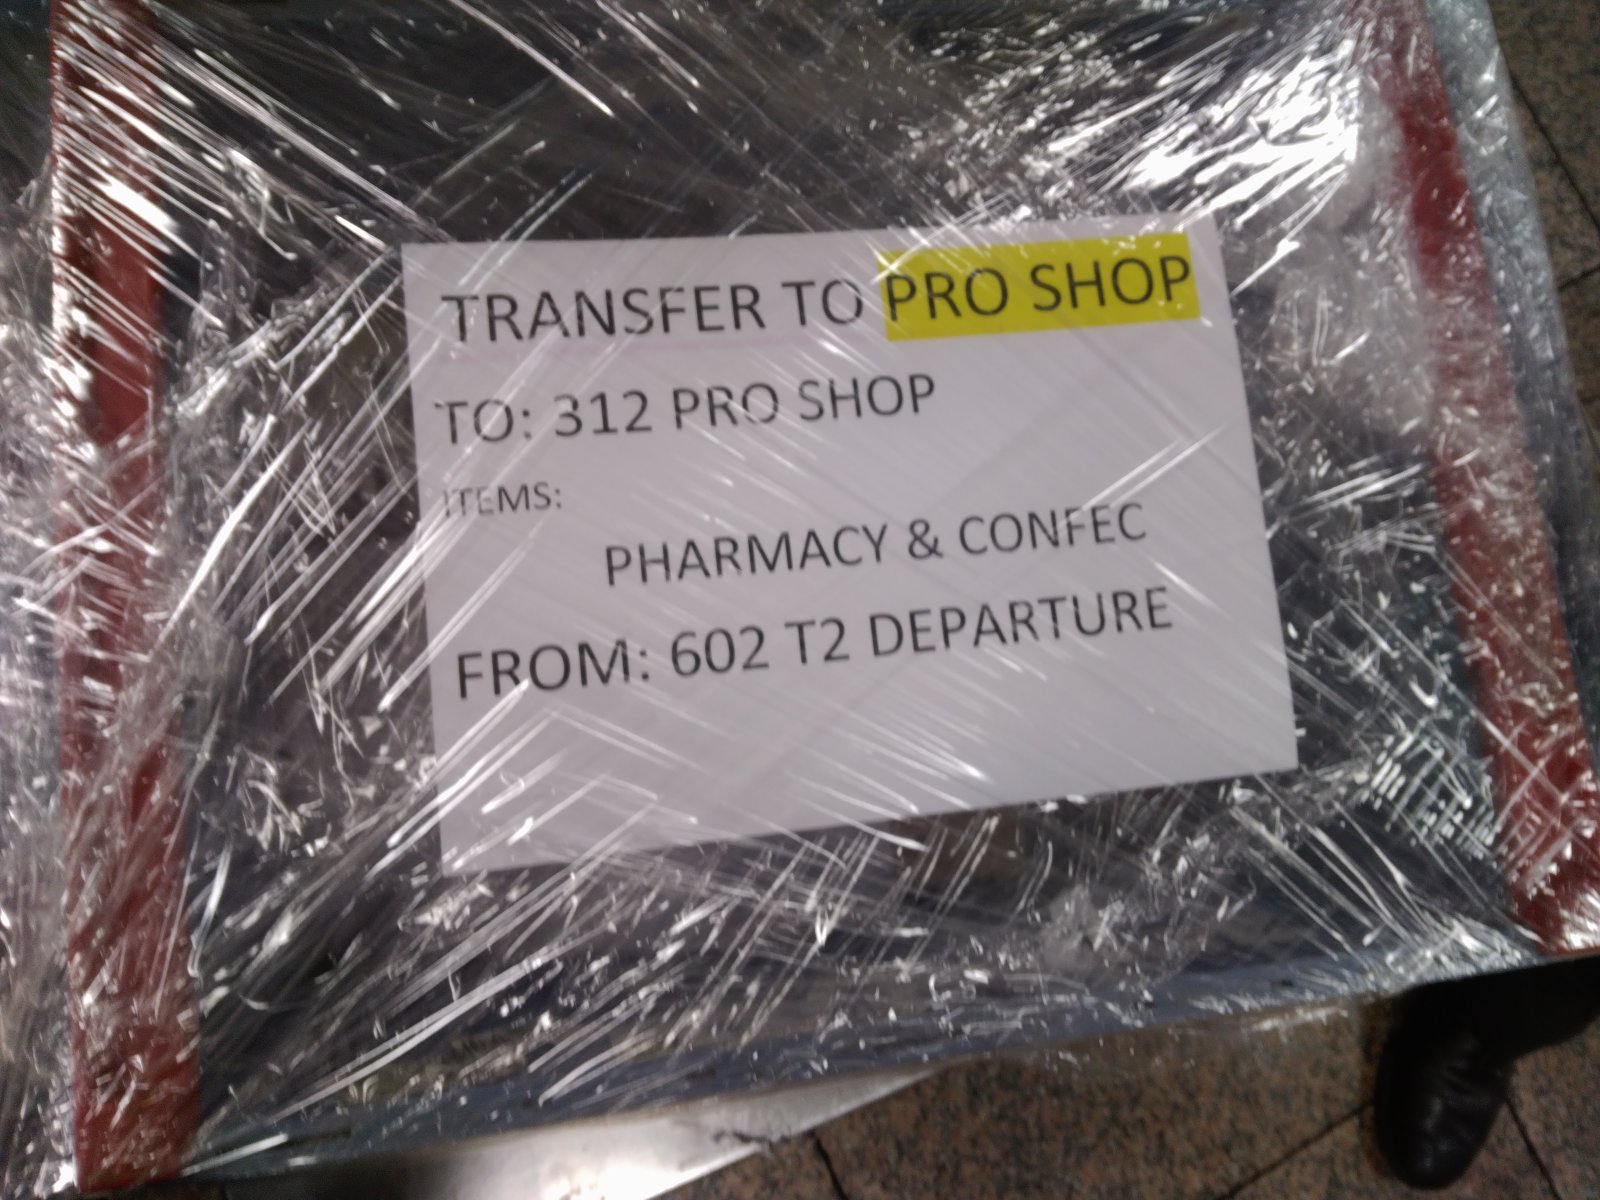 TRANSFER TO PRO SHOP
TO: 312 PRO SHOP
ITEMS:
PHARMACY & CONFEC
FROM: 602 T2 DEPARTURE